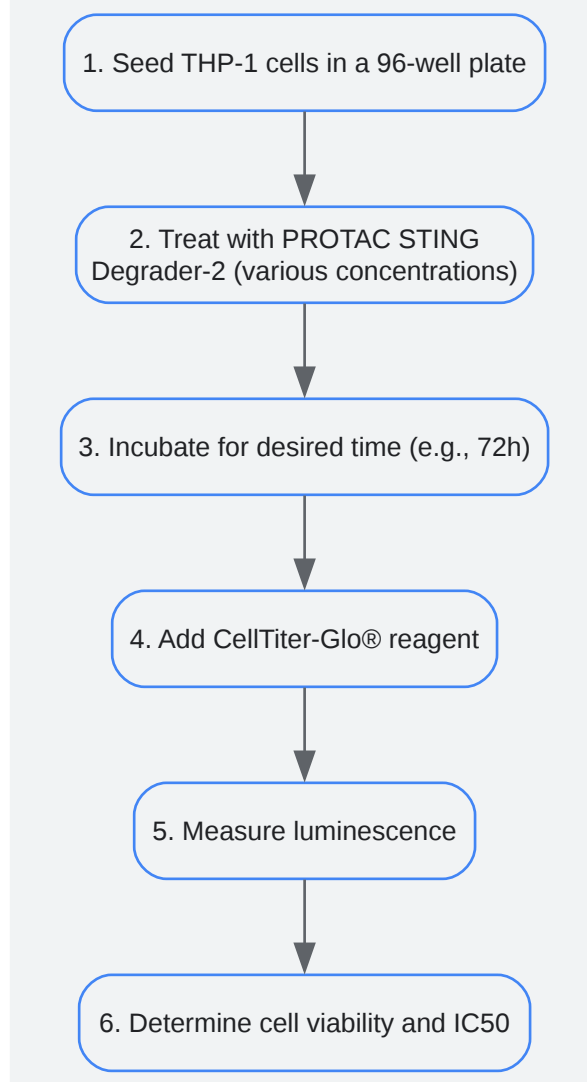 1. Seed THP-1 cells in a 96-well plate
2. Treat with PROTAC STING
Degrader-2 (various concentrations)
3. Incubate for desired time (e.g., 72h)
4. Add CellTiter-Glo® reagent
5. Measure luminescence
6. Determine cell viability and IC50